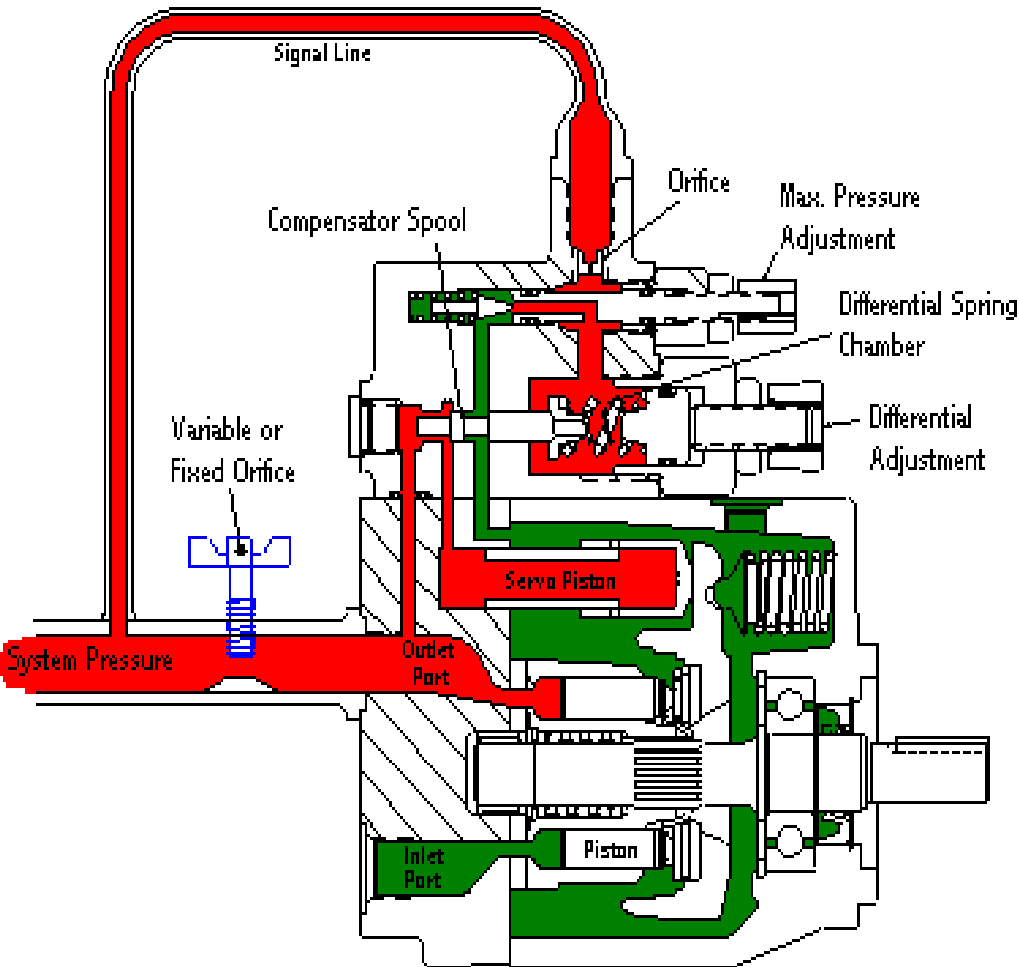 Signal Line
Orifice
Max. Pressure
Adjustment
Compensator Spool
Differential Spring
Chamber
Variable or
Fixed Orifice
Differential
Adjustment
Servo Piston
System Pressure
Outlet
Port
Piston
Inlet
Port